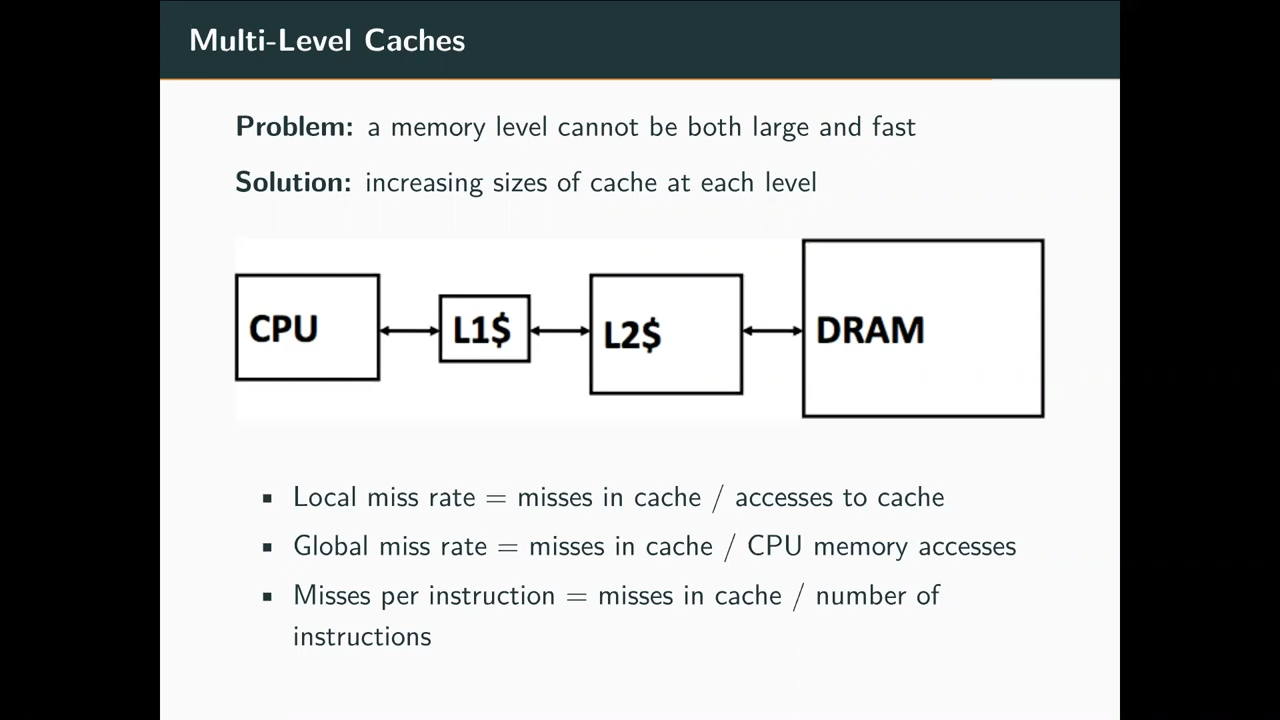 Multi-Level Caches
Problem: a memory level cannot be both large and fast
Solution: increasing sizes of cache at each level
CPU
L1$
L2$
DRAM
▪ Local miss rate = misses in cache / accesses to cache
▪ Global miss rate = misses in cache / CPU memory accesses
▪ Misses per instruction = misses in cache / number of
instructions